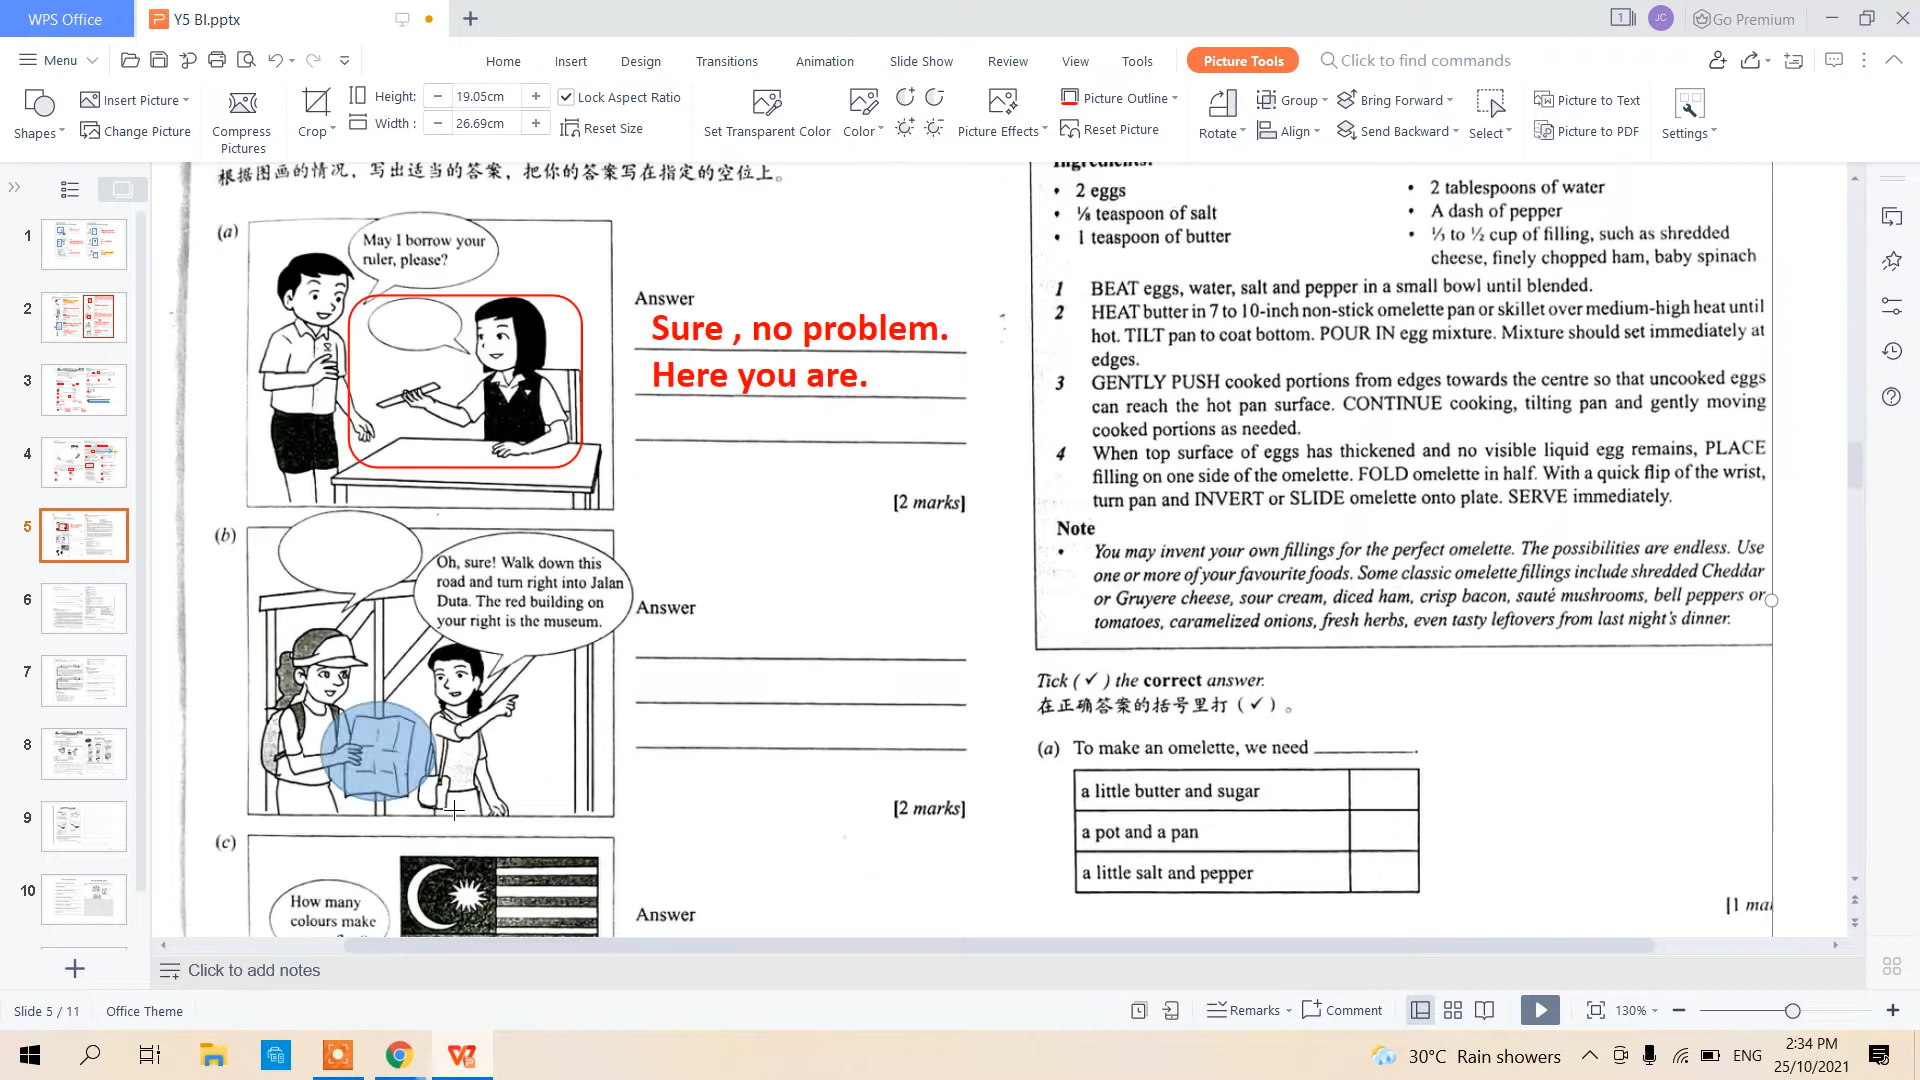 WPS Office
Y5 BI.pptx
1
JC
Go Premium
Menu
Home
Insert
Design
Transitions
Animation
Slide Show
Review
View
Tools
Picture Tools
Click to find commands
Shapes
Insert Picture
Change Picture
Compress Pictures
Crop
Height:
19.05cm
Width :
26.69cm
Lock Aspect Ratio
Reset Size
Set Transparent Color
Color
Picture Effects
Picture Outline
Reset Picture
Rotate
Group
Align
Bring Forward
Send Backward
Select
Picture to Text
Picture to PDF
Settings
1
2
3
4
5
6
7
8
9
10
根据图画的情况，写出适当的答案，把你的答案写在指定的空位上。
(a)
May I borrow your
ruler, please?
Answer
Sure , no problem.
Here you are.
[2 marks]
(b)
Oh, sure! Walk down this
road and turn right into Jalan
Duta. The red building on
your right is the museum.
Answer
[2 marks]
(c)
How many
colours make
Answer
Ingredients:
• 2 eggs
• ⅛ teaspoon of salt
• 1 teaspoon of butter
• 2 tablespoons of water
• A dash of pepper
• ⅓ to ½ cup of filling, such as shredded
cheese, finely chopped ham, baby spinach
1 BEAT eggs, water, salt and pepper in a small bowl until blended.
2 HEAT butter in 7 to 10-inch non-stick omelette pan or skillet over medium-high heat until
hot. TILT pan to coat bottom. POUR IN egg mixture. Mixture should set immediately at
edges.
3 GENTLY PUSH cooked portions from edges towards the centre so that uncooked eggs
can reach the hot pan surface. CONTINUE cooking, tilting pan and gently moving
cooked portions as needed.
4 When top surface of eggs has thickened and no visible liquid egg remains, PLACE
filling on one side of the omelette. FOLD omelette in half. With a quick flip of the wrist,
turn pan and INVERT or SLIDE omelette onto plate. SERVE immediately.
Note
• You may invent your own fillings for the perfect omelette. The possibilities are endless. Use
one or more of your favourite foods. Some classic omelette fillings include shredded Cheddar
or Gruyere cheese, sour cream, diced ham, crisp bacon, sauté mushrooms, bell peppers or
tomatoes, caramelized onions, fresh herbs, even tasty leftovers from last night's dinner.
Tick ( ✓ ) the correct answer.
在正确答案的括号里打（ ✓ ）。
(a) To make an omelette, we need ________.
a little butter and sugar
a pot and a pan
a little salt and pepper
[1 mar
Click to add notes
Slide 5 / 11
Office Theme
Remarks
Comment
130%
30°C Rain showers
ENG
2:34 PM
25/10/2021